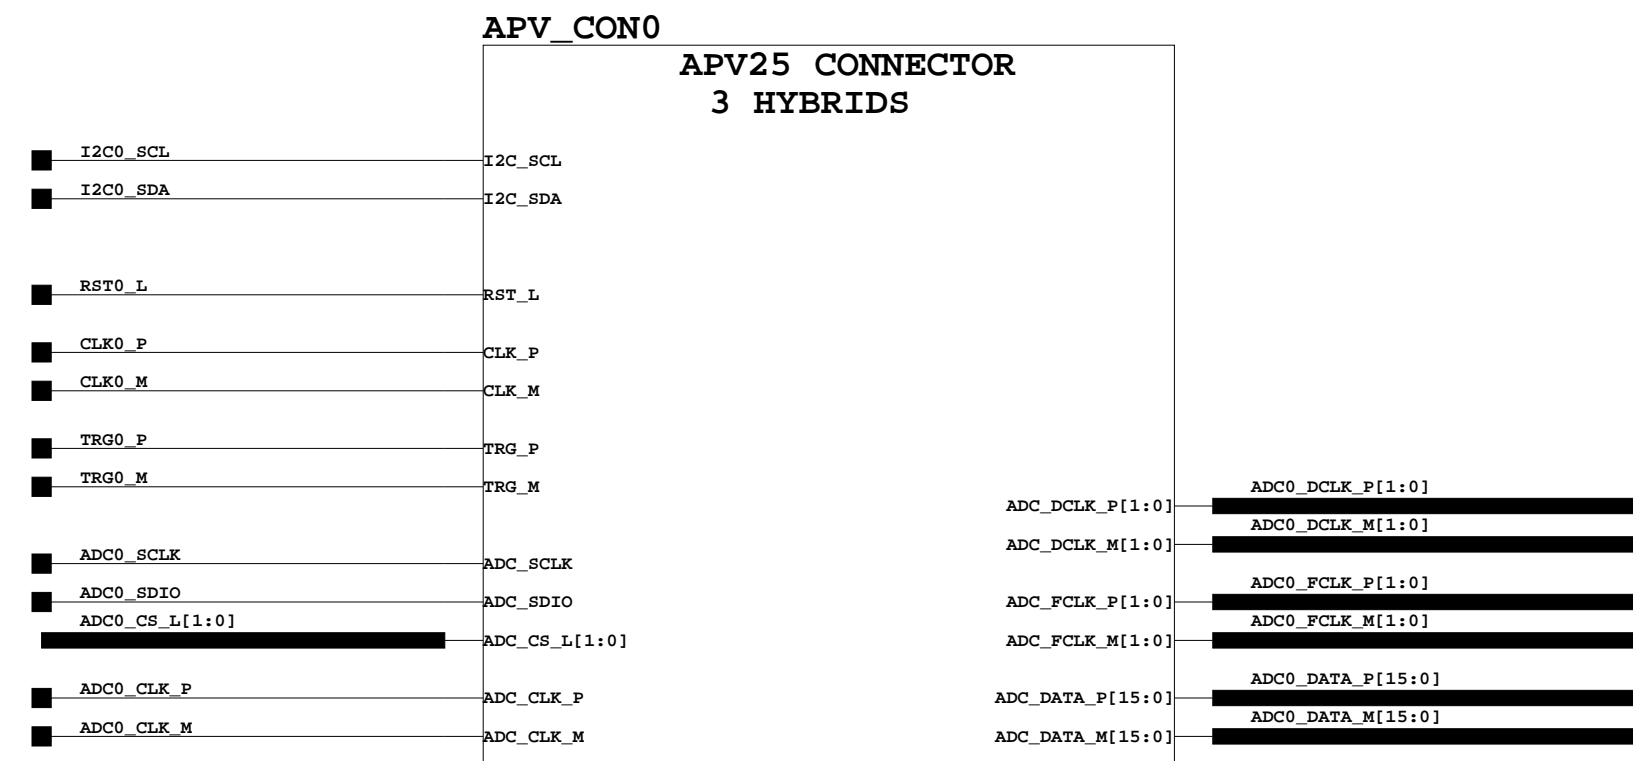 APV_CON0
APV25 CONNECTOR
3 HYBRIDS
I2C0_SCL
I2C_SCL
I2C0_SDA
I2C_SDA
RST0_L
RST_L
CLK0_P
CLK_P
CLK0_M
CLK_M
TRG0_P
TRG_P
TRG0_M
TRG_M
ADC0_SCLK
ADC_SCLK
ADC0_SDIO
ADC_SDIO
ADC0_CS_L[1:0]
ADC_CS_L[1:0]
ADC0_CLK_P
ADC_CLK_P
ADC0_CLK_M
ADC_CLK_M
ADC_DCLK_P[1:0]
ADC0_DCLK_P[1:0]
ADC_DCLK_M[1:0]
ADC0_DCLK_M[1:0]
ADC_FCLK_P[1:0]
ADC0_FCLK_P[1:0]
ADC_FCLK_M[1:0]
ADC0_FCLK_M[1:0]
ADC_DATA_P[15:0]
ADC0_DATA_P[15:0]
ADC_DATA_M[15:0]
ADC0_DATA_M[15:0]